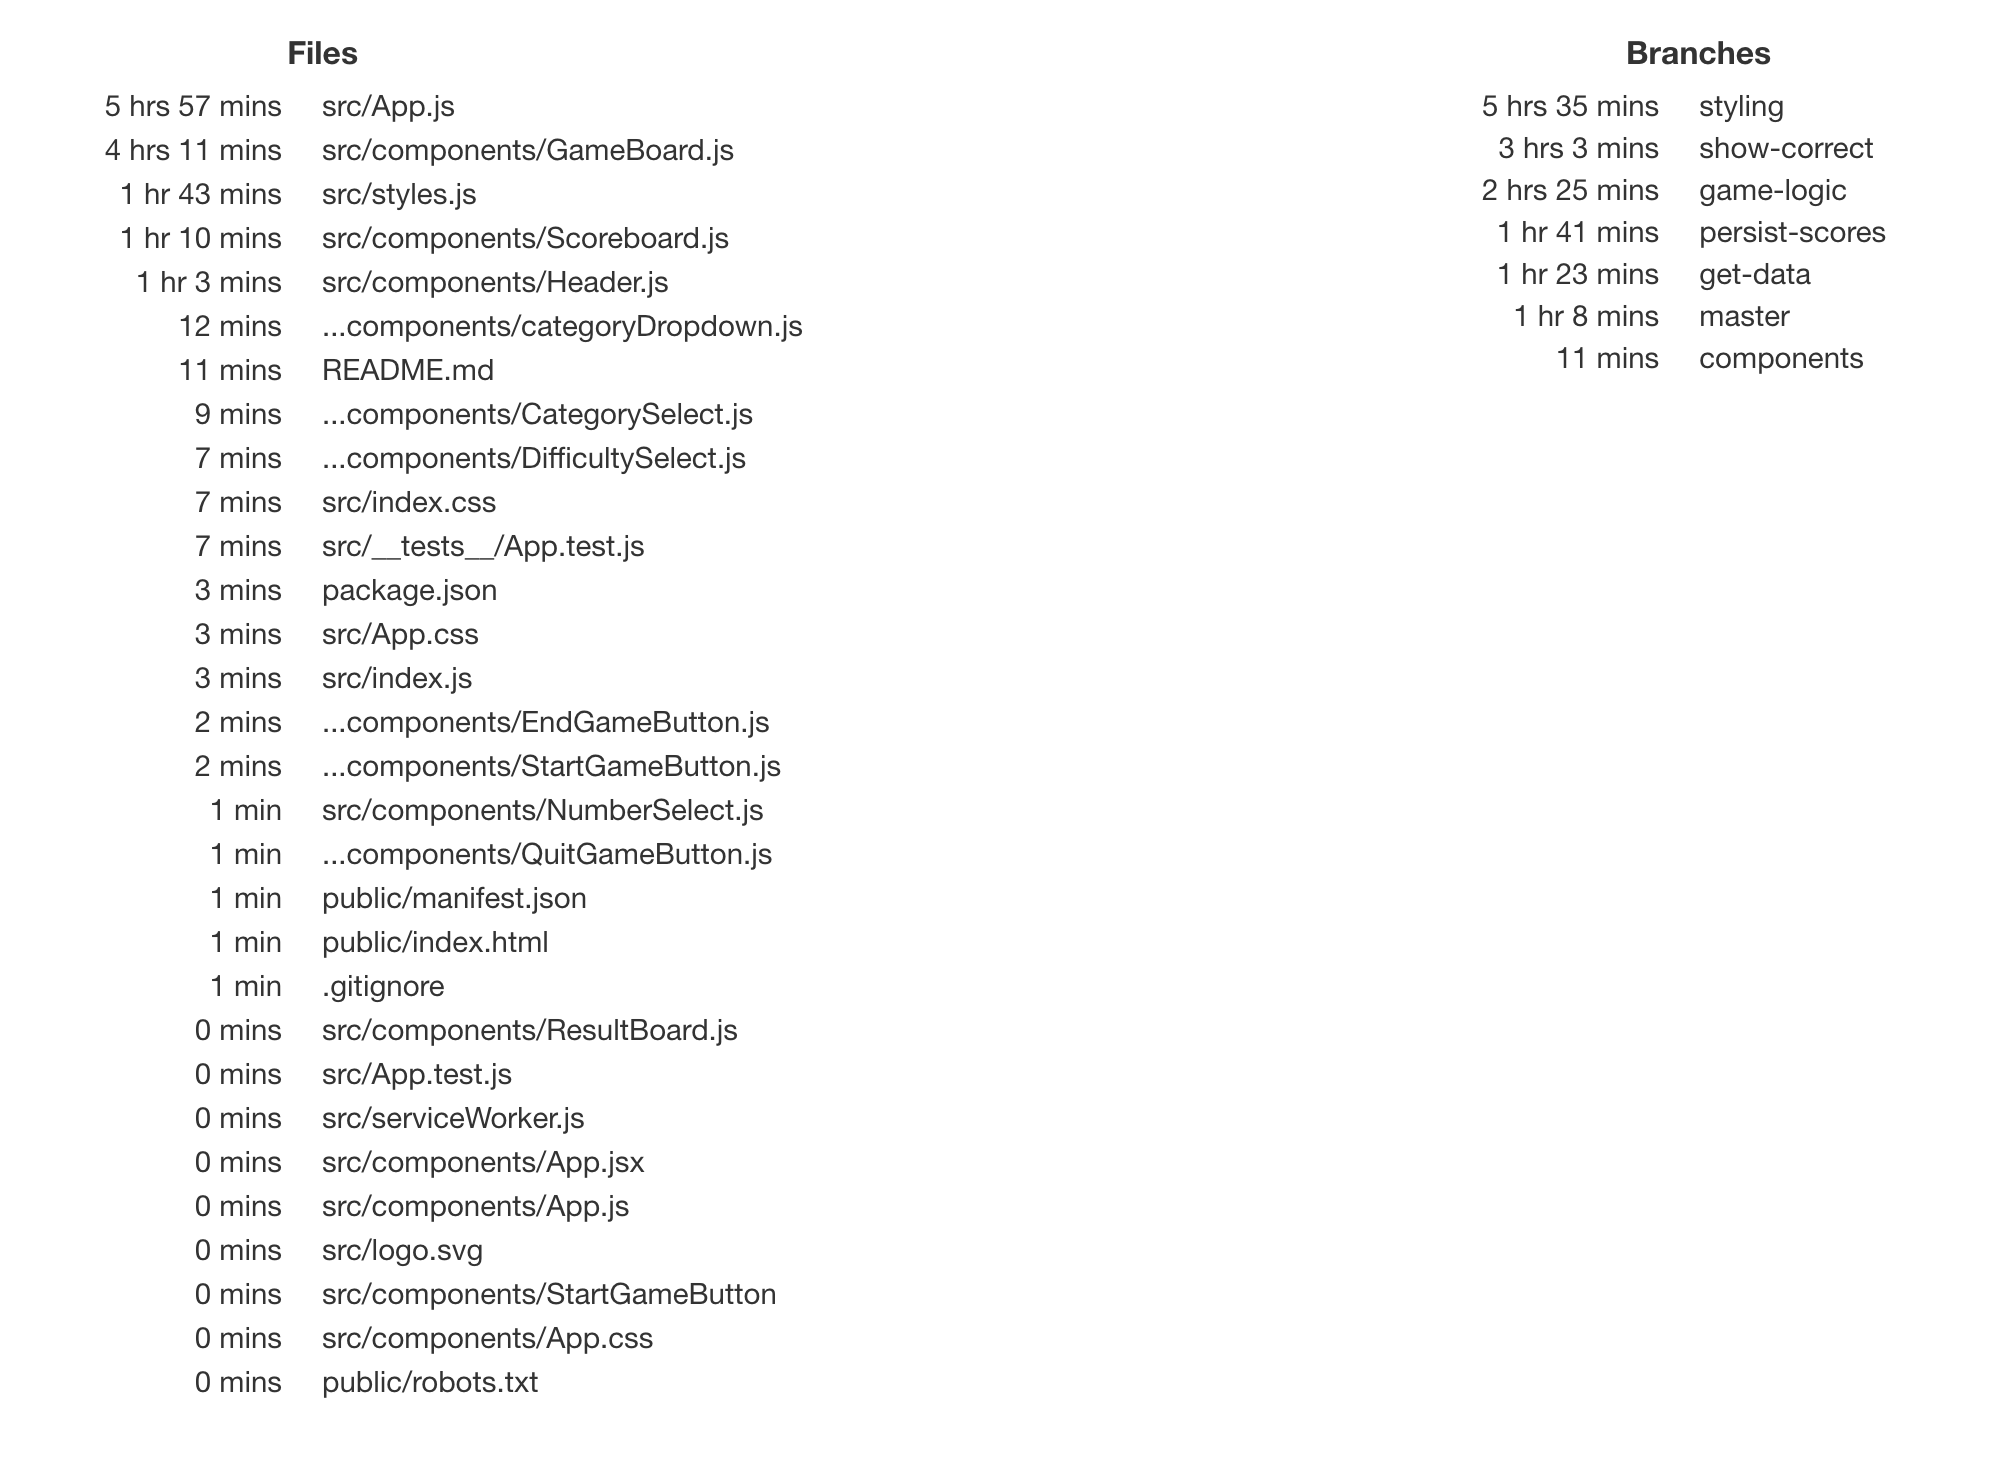 Files
5 hrs 57 mins src/App.js
4 hrs 11 mins src/components/GameBoard.js
1 hr 43 mins src/styles.js
1 hr 10 mins src/components/Scoreboard.js
1 hr 3 mins src/components/Header.js
12 mins ...components/categoryDropdown.js
11 mins README.md
9 mins ...components/CategorySelect.js
7 mins ...components/DifficultySelect.js
7 mins src/index.css
7 mins src/__tests__/App.test.js
3 mins package.json
3 mins src/App.css
3 mins src/index.js
2 mins ...components/EndGameButton.js
2 mins ...components/StartGameButton.js
1 min src/components/NumberSelect.js
1 min ...components/QuitGameButton.js
1 min public/manifest.json
1 min public/index.html
1 min .gitignore
0 mins src/components/ResultBoard.js
0 mins src/App.test.js
0 mins src/serviceWorker.js
0 mins src/components/App.jsx
0 mins src/components/App.js
0 mins src/logo.svg
0 mins src/components/StartGameButton
0 mins src/components/App.css
0 mins public/robots.txt
Branches
5 hrs 35 mins styling
3 hrs 3 mins show-correct
2 hrs 25 mins game-logic
1 hr 41 mins persist-scores
1 hr 23 mins get-data
1 hr 8 mins master
11 mins components